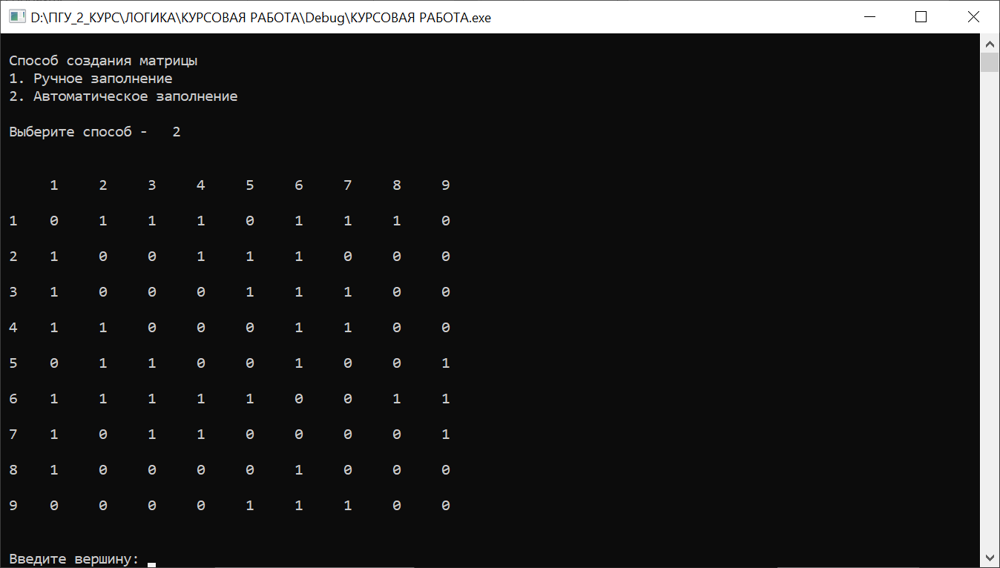 D:\ПГУ_2_КУРС\ЛОГИКА\КУРСОВАЯ РАБОТА\Debug\КУРСОВАЯ РАБОТА.exe
Способ создания матрицы
1. Ручное заполнение
2. Автоматическое заполнение
Выберите способ -   2
1 2 3 4 5 6 7 8 9
1 0 1 1 1 0 1 1 1 0
2 1 0 0 1 1 1 0 0 0
3 1 0 0 0 1 1 1 0 0
4 1 1 0 0 0 1 1 0 0
5 0 1 1 0 0 1 0 0 1
6 1 1 1 1 1 0 0 1 1
7 1 0 1 1 0 0 0 0 1
8 1 0 0 0 0 1 0 0 0
9 0 0 0 0 1 1 1 0 0
Введите вершину: